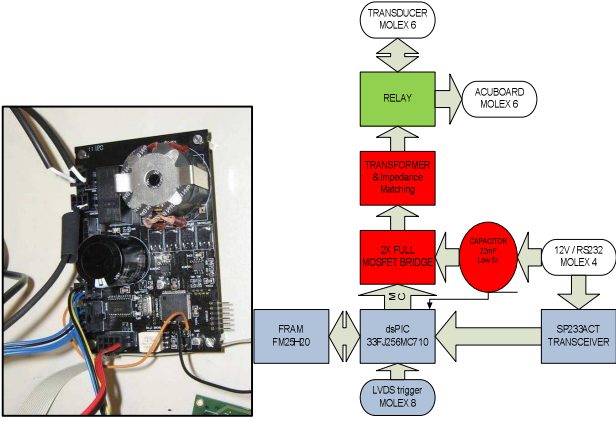 TRANSDUCER
MOLEX 6
RELAY
ACUBOARD
MOLEX 6
TRANSFORMER
& Impedance
Matching
2X FULL
MOSFET BRIDGE
CAPACITOR
22mF
Low Sr
12V / RS232
MOLEX 4
MC
FRAM
FM25H20
dsPIC
33FJ256MC710
SP233ACT
TRANSCEIVER
LVDS trigger
MOLEX 8